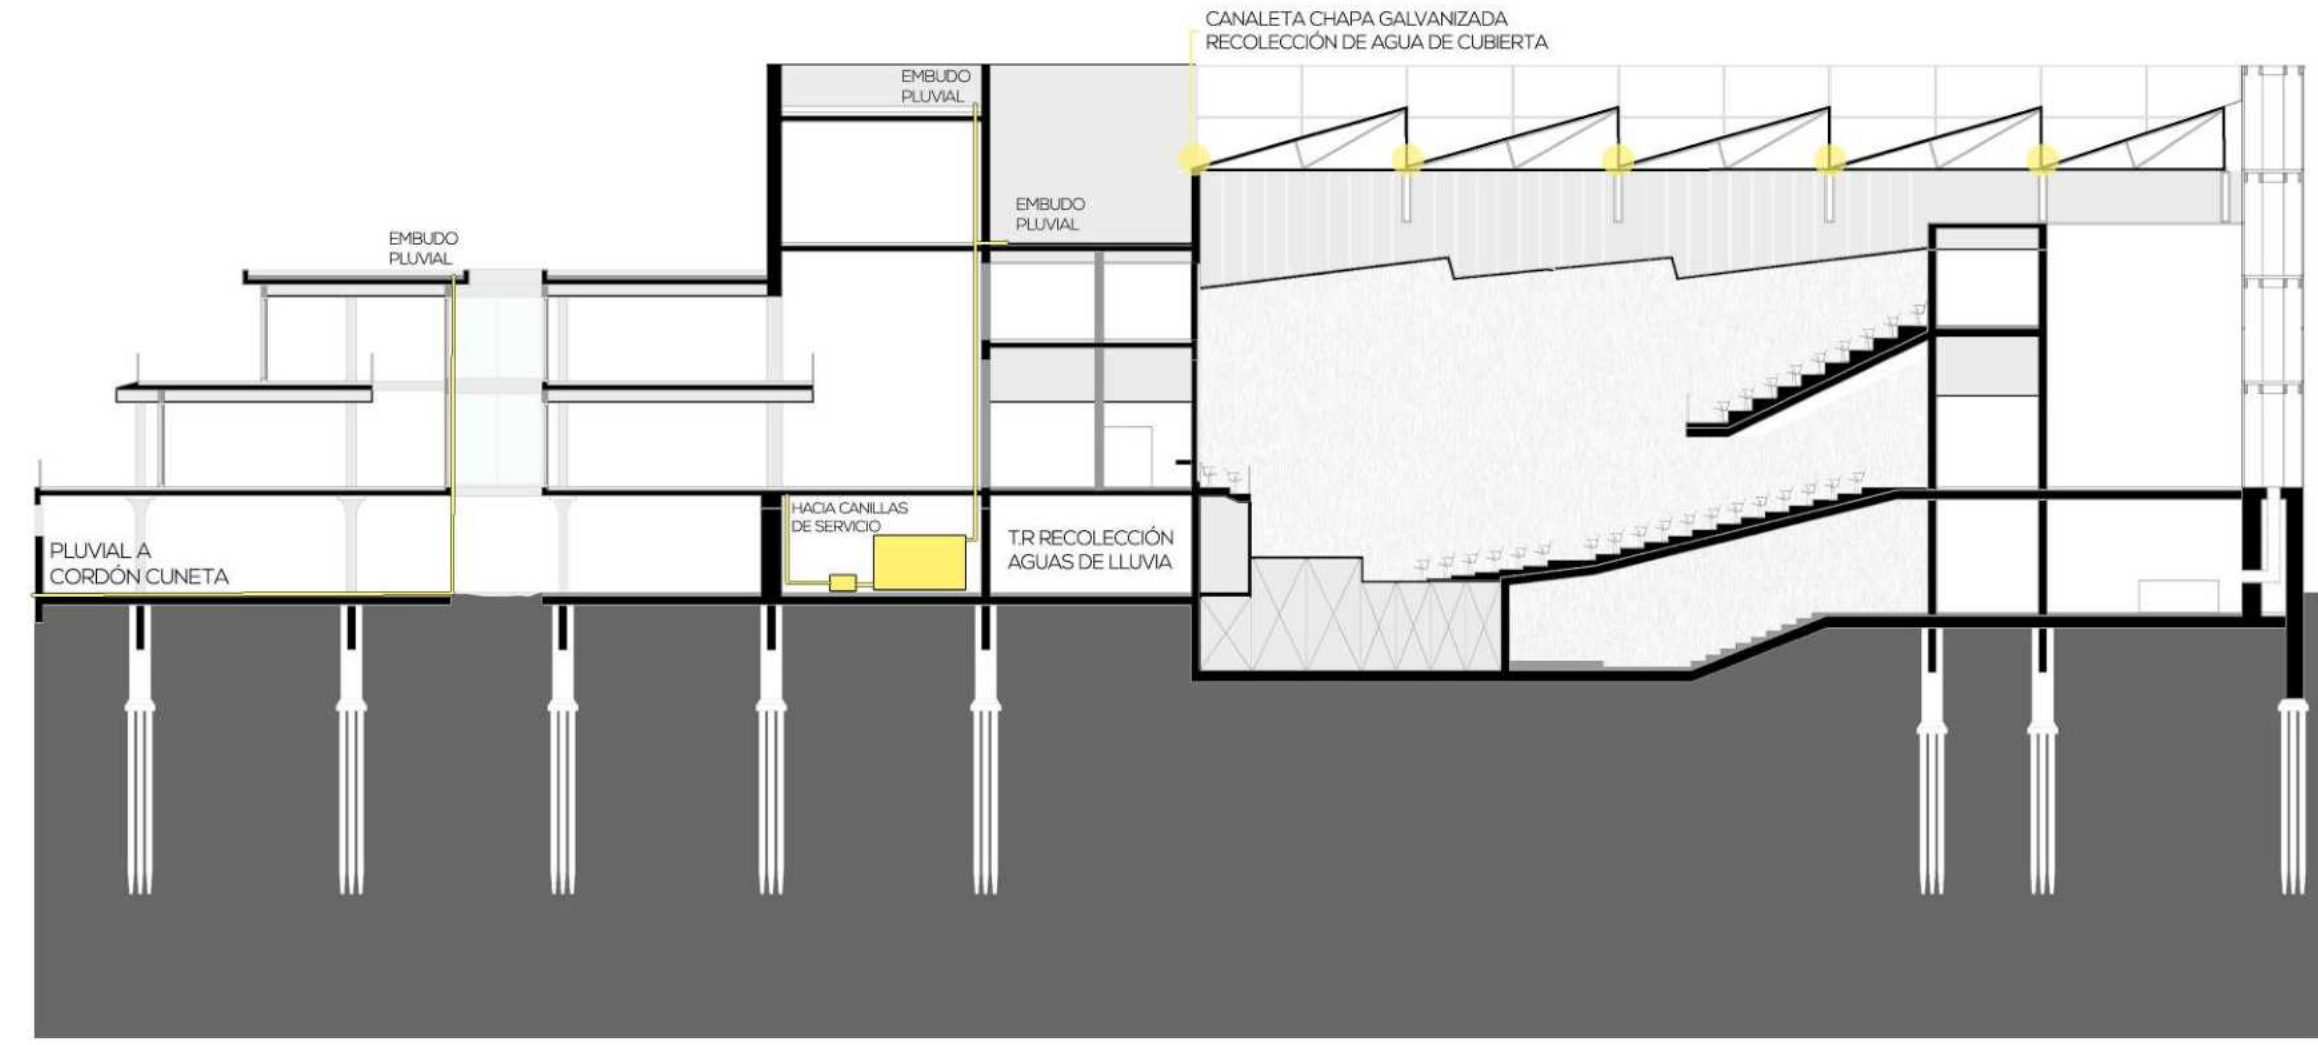 CANALETA CHAPA GALVANIZADA
RECOLECCIÓN DE AGUA DE CUBIERTA
EMBUDO
PLUVIAL
EMBUDO
PLUVIAL
EMBUDO
PLUVIAL
HACIA CANILLAS
DE SERVICIO
T.R RECOLECCIÓN
AGUAS DE LLUVIA
PLUVIAL A
CORDÓN CUNETA